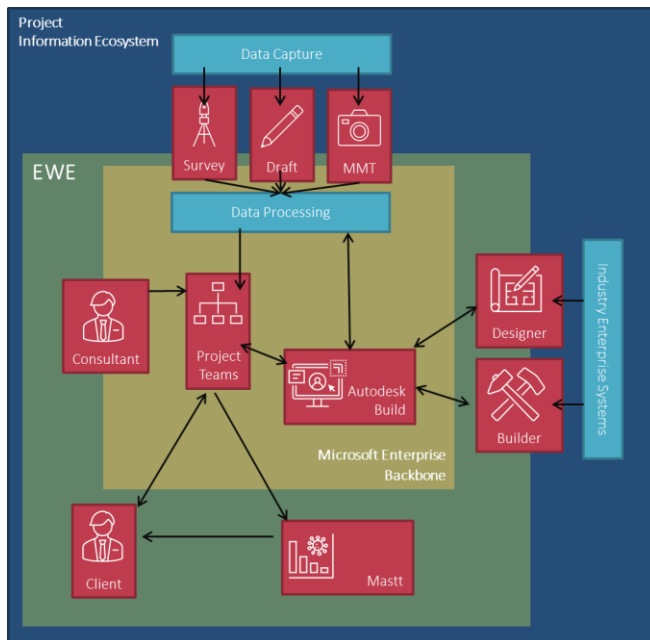 Project
Information Ecosystem
Data Capture
Survey
Draft
MMT
EWE
Data Processing
Consultant
Project
Teams
Autodesk
Build
Designer
Builder
Industry Enterprise Systems
Microsoft Enterprise
Backbone
Client
Mastt